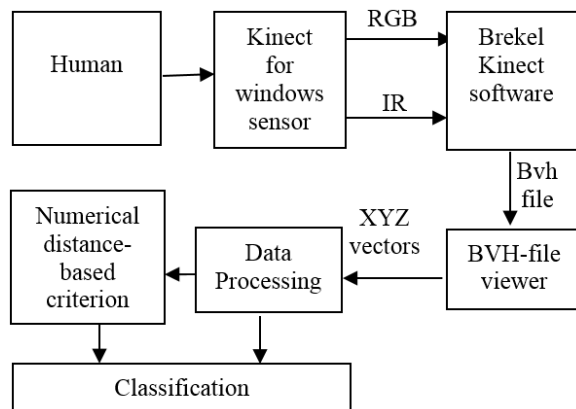 Human
Kinect
for
windows
sensor
RGB
IR
Brekel
Kinect
software
Bvh
file
BVH-file
viewer
XYZ
vectors
Data
Processing
Numerical
distance-
based
criterion
Classification